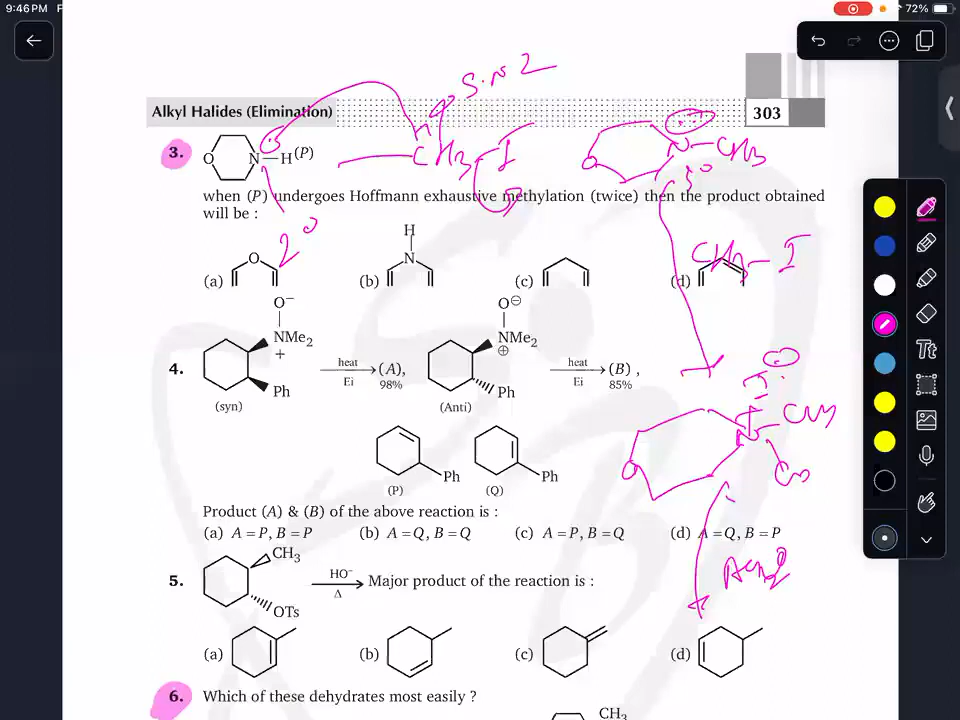 9:46 PM F
72%
Alkyl Halides (Elimination)
303
S.N 2
3.
O N—H (P)
CH3—I
N—CH3
3°
when (P) undergoes Hoffmann exhaustive methylation (twice) then the product obtained
will be :
2°
(a) O
(b) H N
(c)
(d)
CH3—I
4.
O⁻ NMe₂ + Ph (syn)
heat Ei
(A), 98%
O⊖ NMe₂ ⊕ Ph (Anti)
heat Ei
(B) , 85%
O N
Ph (P)
Ph (Q)
Product (A) & (B) of the above reaction is :
(a) A = P, B = P (b) A = Q, B = Q (c) A = P, B = Q (d) A = Q, B = P
5.
CH₃ OTs
HO⁻ Δ
Major product of the reaction is :
(a)
(b)
(c)
(d)
6. Which of these dehydrates most easily ?
CH₃
Tt